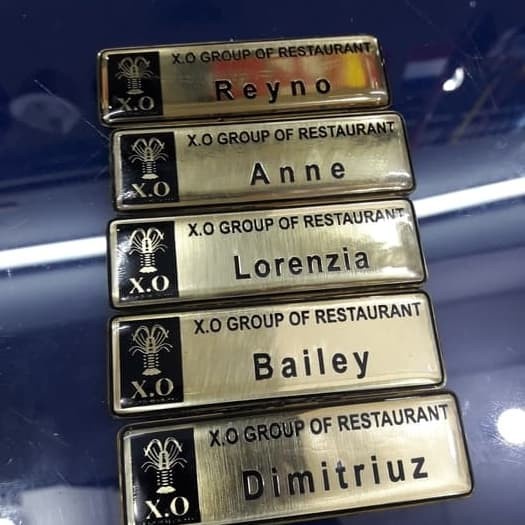 X.O GROUP OF RESTAURANT
Reyno
X.O
X.O GROUP OF RESTAURANT
Anne
X.O
X.O GROUP OF RESTAURANT
Lorenzia
X.O
X.O GROUP OF RESTAURANT
Bailey
X.O
X.O GROUP OF RESTAURANT
Dimitriuz
X.O